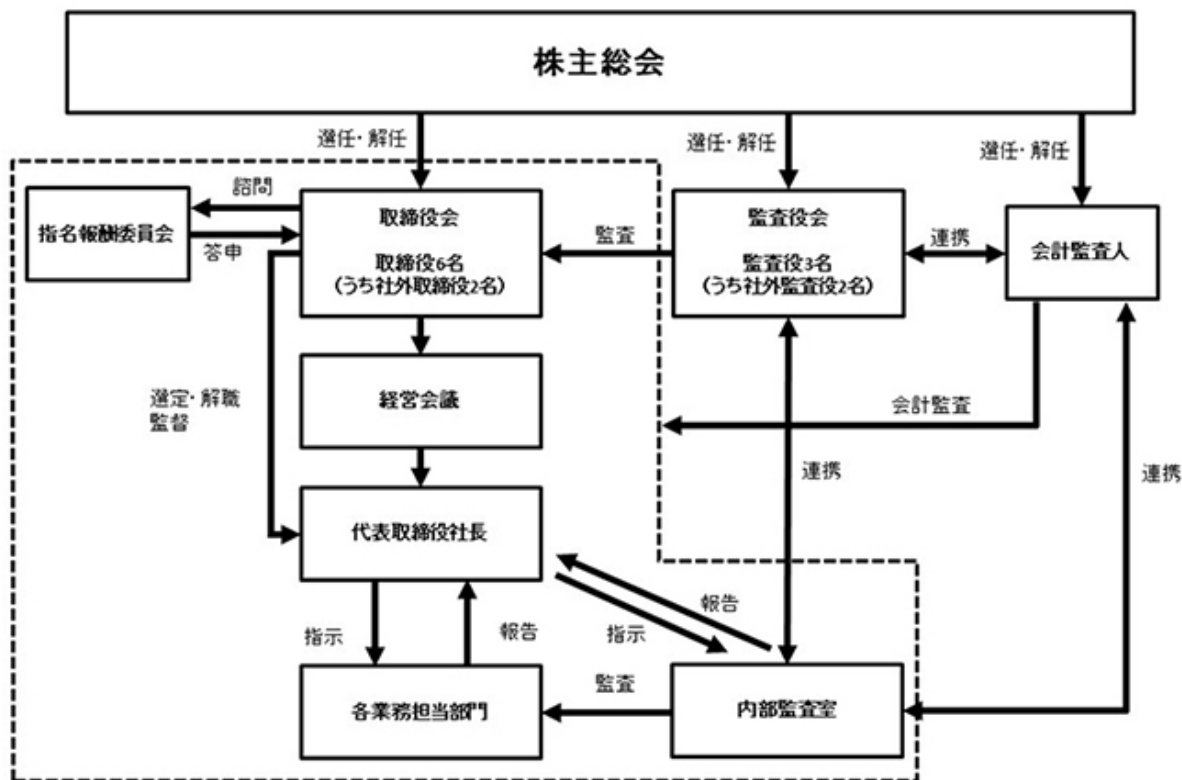 株主総会
選任・解任
選任・解任
選任・解任
諮問
指名報酬委員会
答申
取締役会
取締役6名
(うち社外取締役2名)
監査
監査役会
監査役3名
(うち社外監査役2名)
連携
会計監査人
選定・解職
監督
経営会議
会計監査
連携
連携
代表取締役社長
指示
報告
報告
指示
各業務担当部門
監査
内部監査室